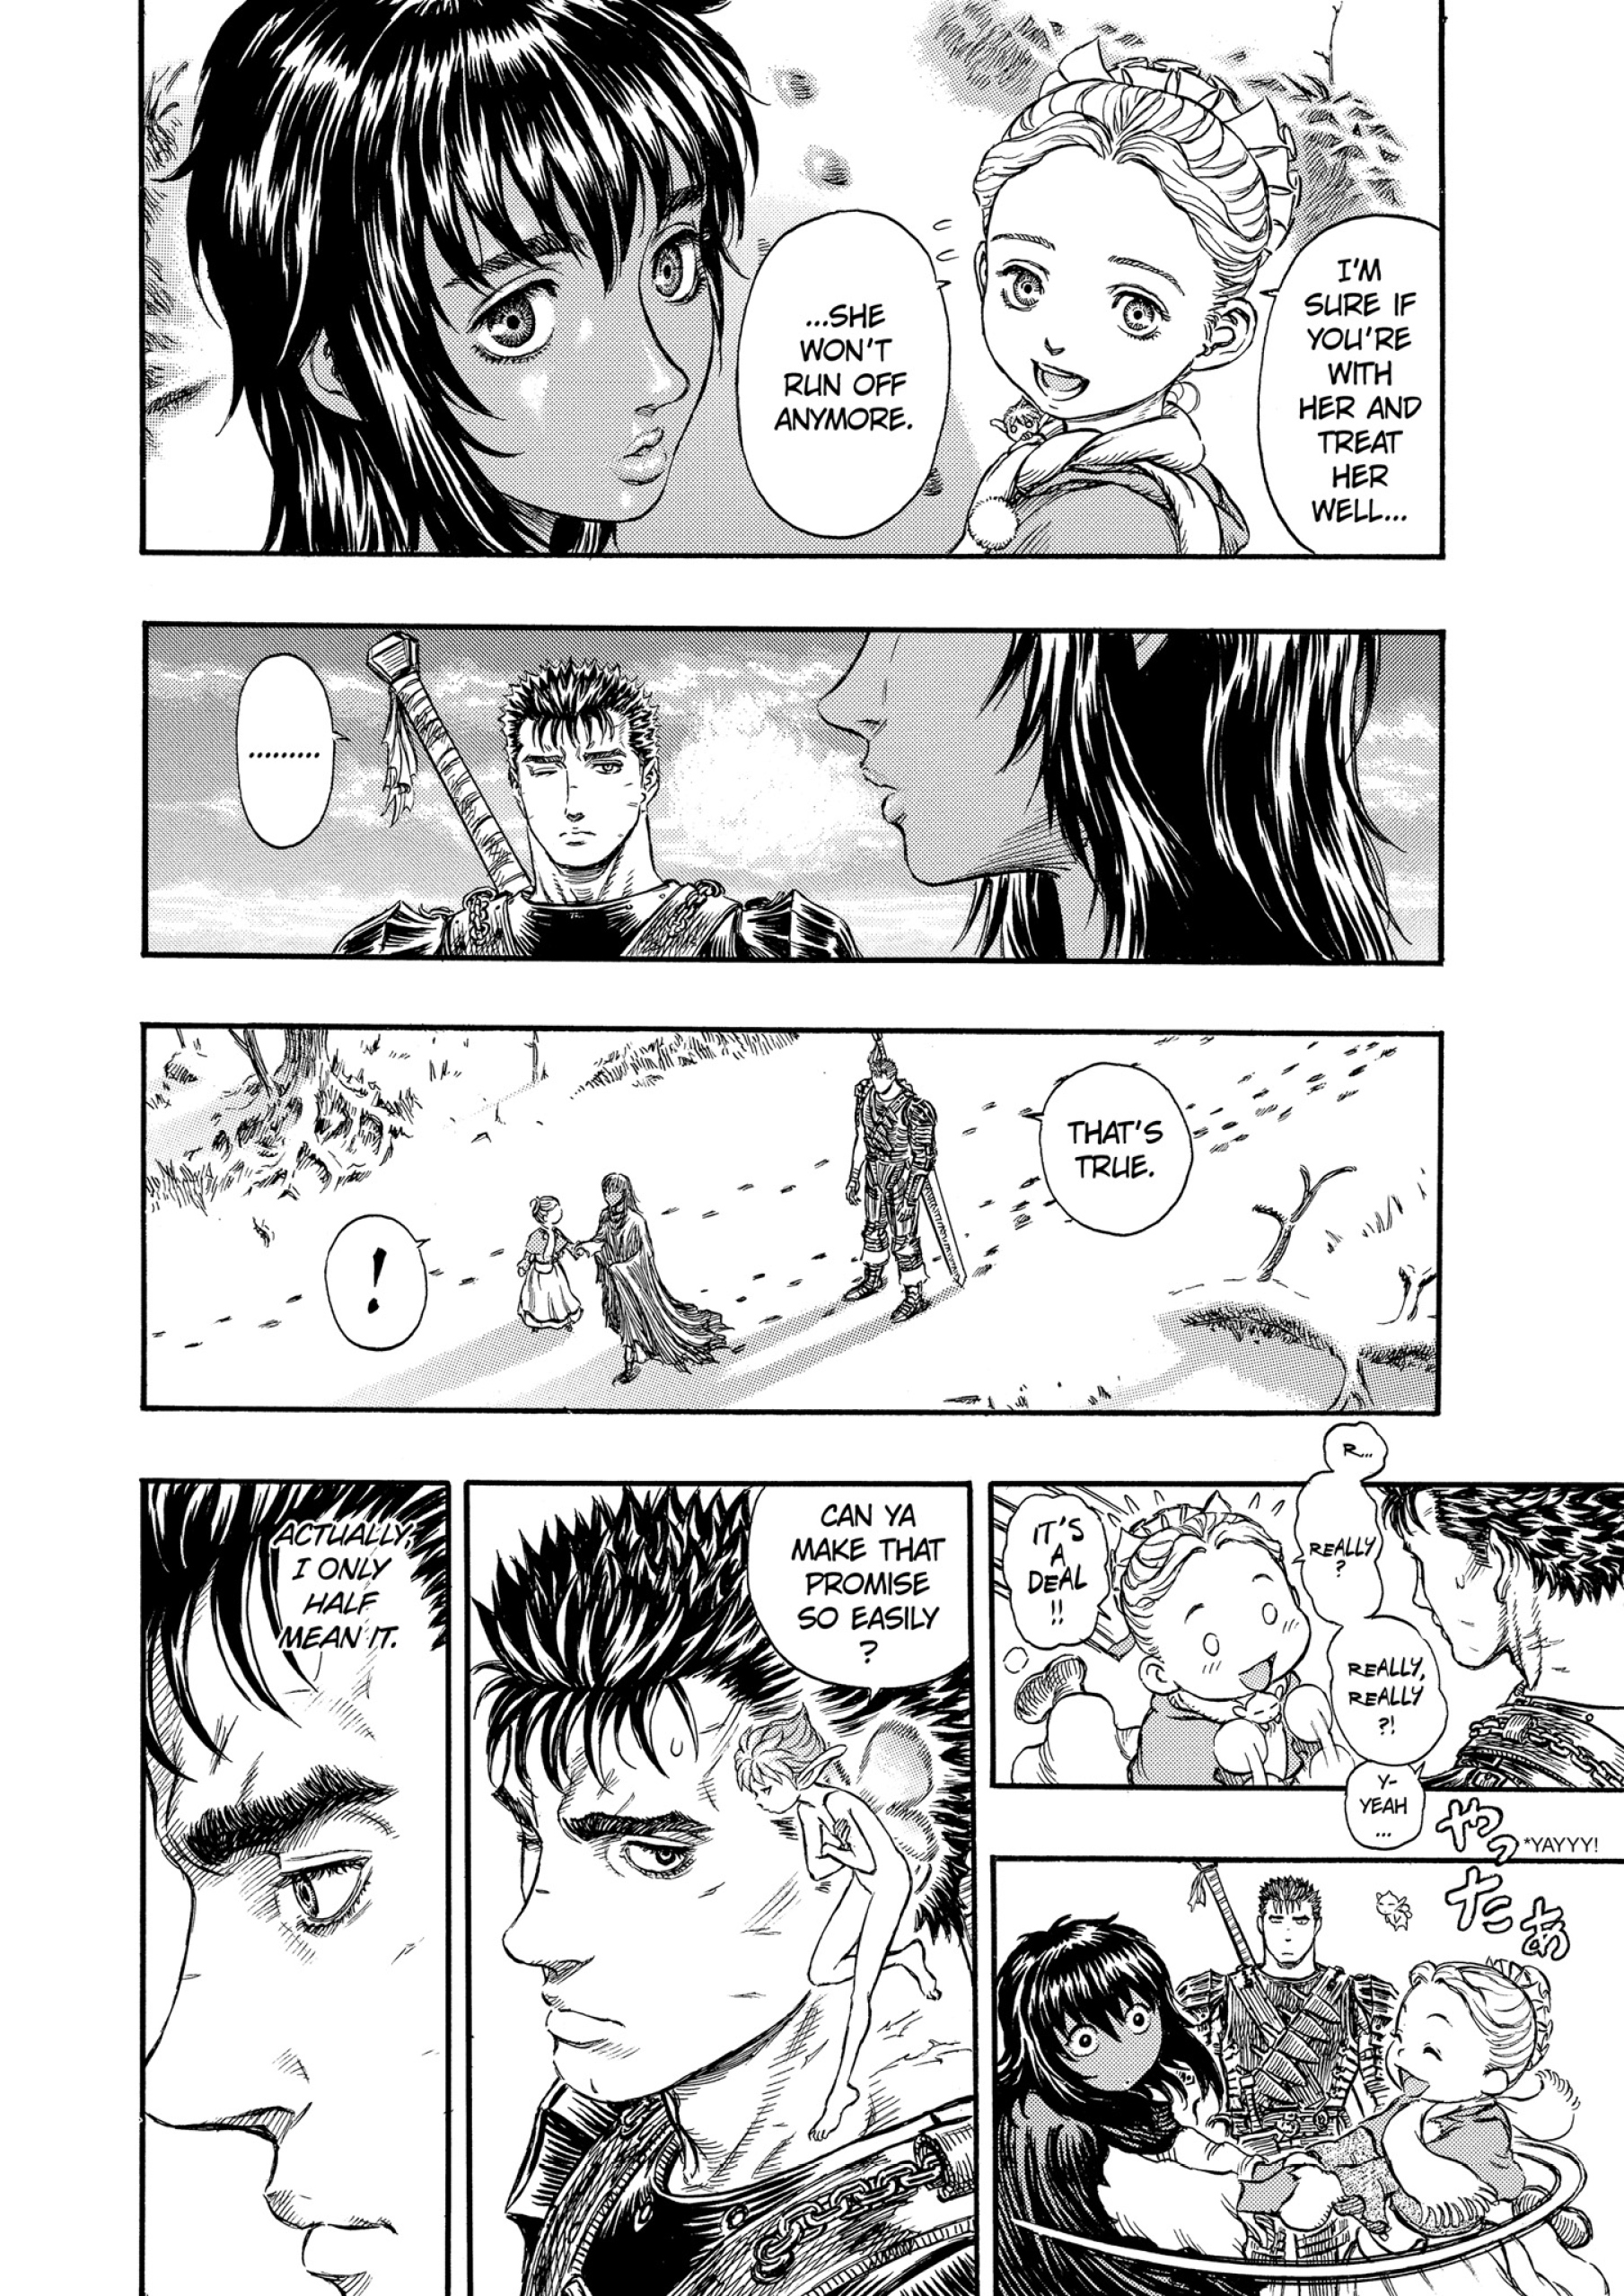 I'M
SURE IF
YOU'RE
WITH
HER AND
TREAT
HER
WELL...
...SHE
WON'T
RUN OFF
ANYMORE.
.........
THAT'S
TRUE.
!
R...
REALLY
?
REALLY,
REALLY
?!
IT'S
A
DEAL
!!
Y-
YEAH
...
やったぁ
*YAYYY!
CAN YA
MAKE THAT
PROMISE
SO EASILY
?
ACTUALLY,
I ONLY
HALF
MEAN IT.